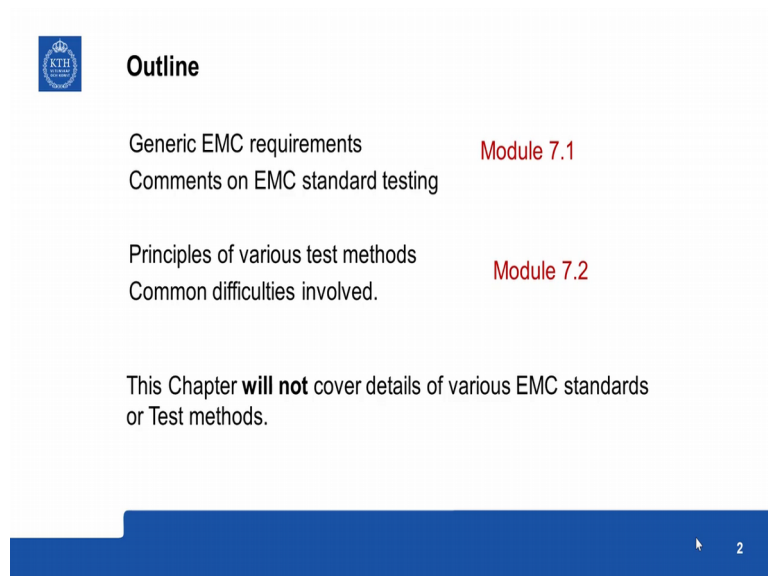 KTH
Outline
Generic EMC requirements
Module 7.1
Comments on EMC standard testing
Principles of various test methods
Module 7.2
Common difficulties involved.
This Chapter will not cover details of various EMC standards
or Test methods.
2